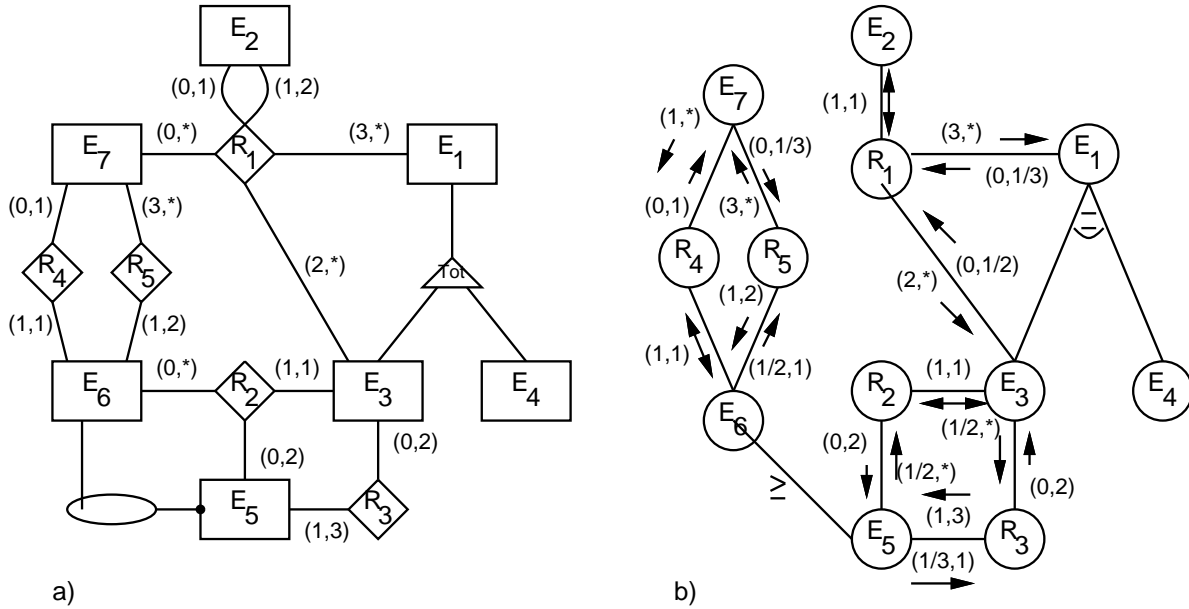 E2
(0,1)
(1,2)
E7
(0,*)
R1
(3,*)
E1
(0,1)
(3,*)
R4
R5
(2,*)
Tot
(1,1)
(1,2)
E6
(0,*)
R2
(1,1)
E3
E4
(0,2)
(0,2)
E5
(1,3)
R3
a)
E2
E7
(1,1)
(1,*)
(0,1/3)
R1
(3,*)
E1
(0,1/3)
(0,1)
(3,*)
R4
R5
(2,*)
(0,1/2)
(1,2)
(1,1)
(1/2,1)
E6
R2
(1,1)
E3
E4
(0,2)
(1/2,*)
(1/2,*)
(0,2)
≥
E5
(1,3)
R3
(1/3,1)
b)